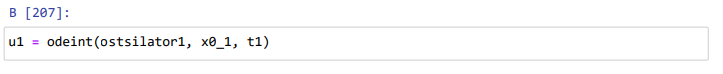 В [207]:
u1 = odeint(ostsilator1, x0_1, t1)